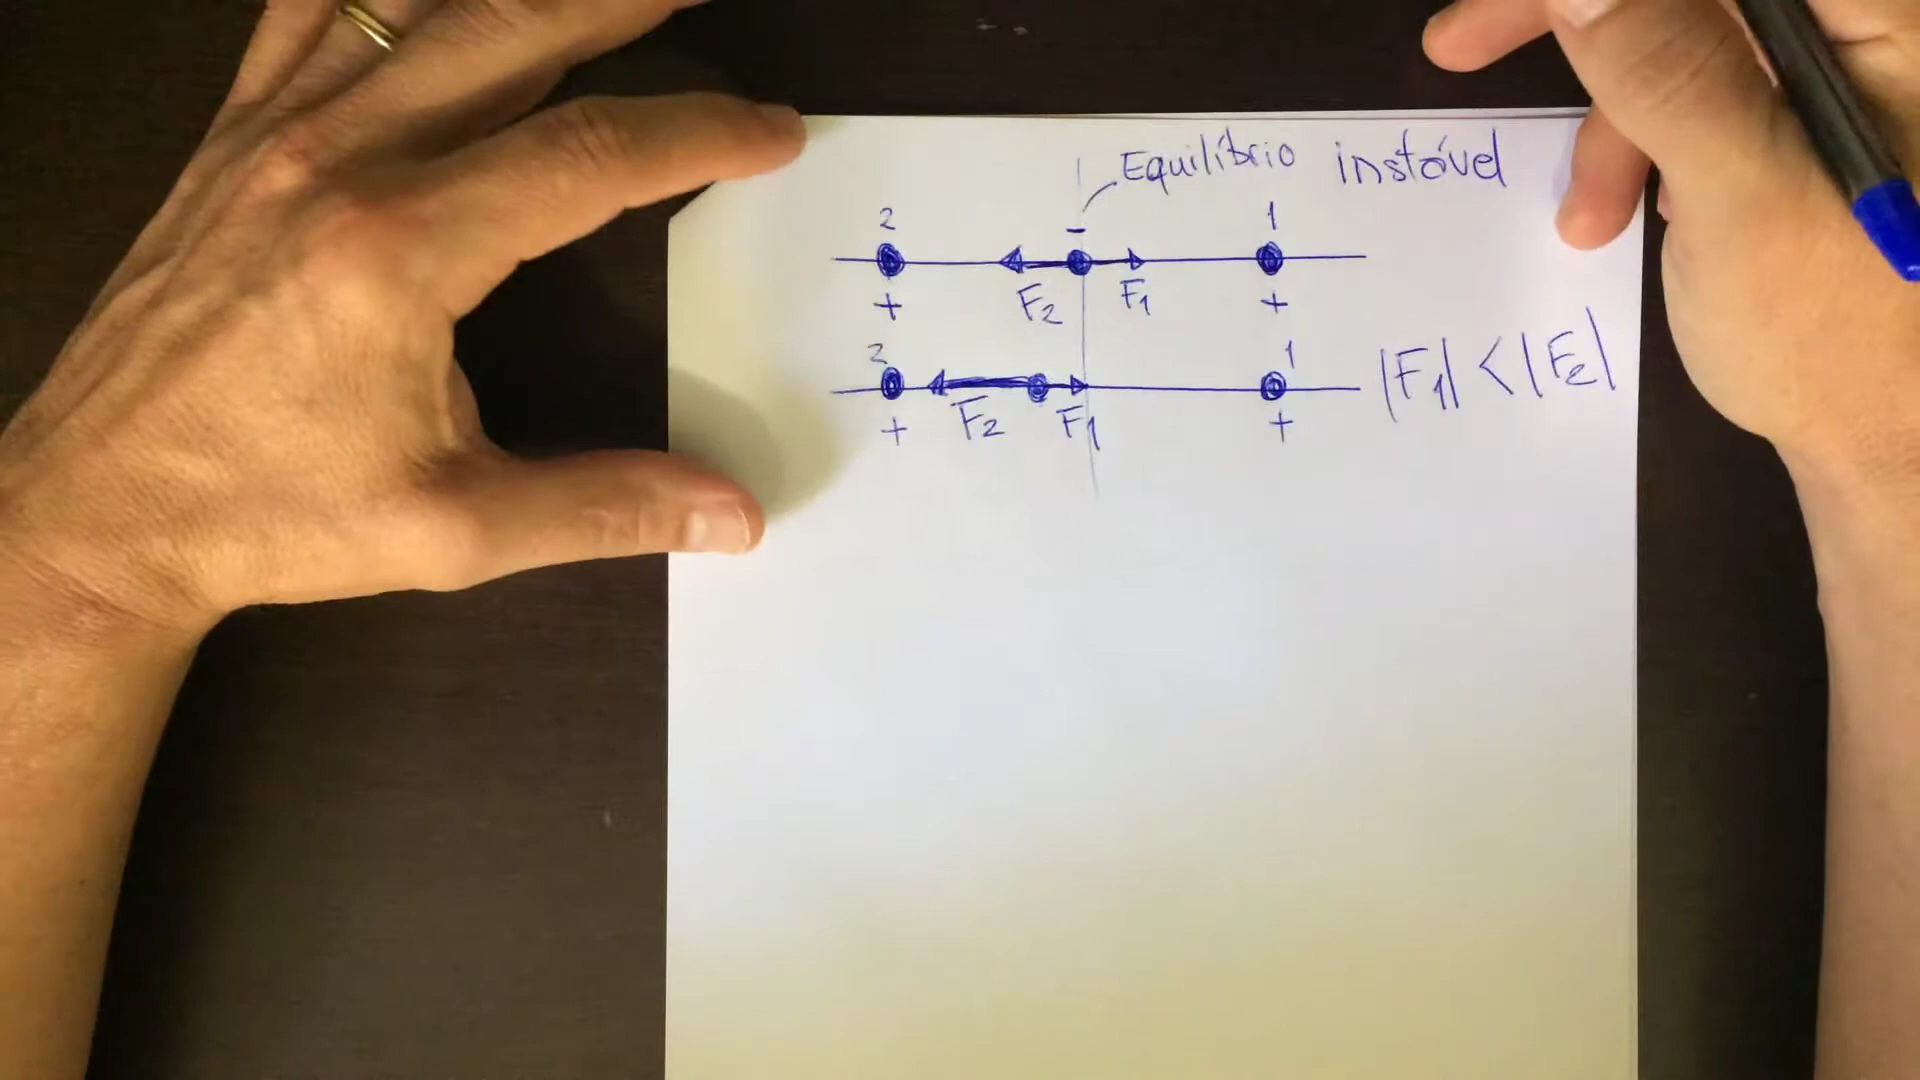 Equilíbrio instável
2 - 1
+ F2 F1 +
2 1
|F1| < |F2|
+ F2 F1 +